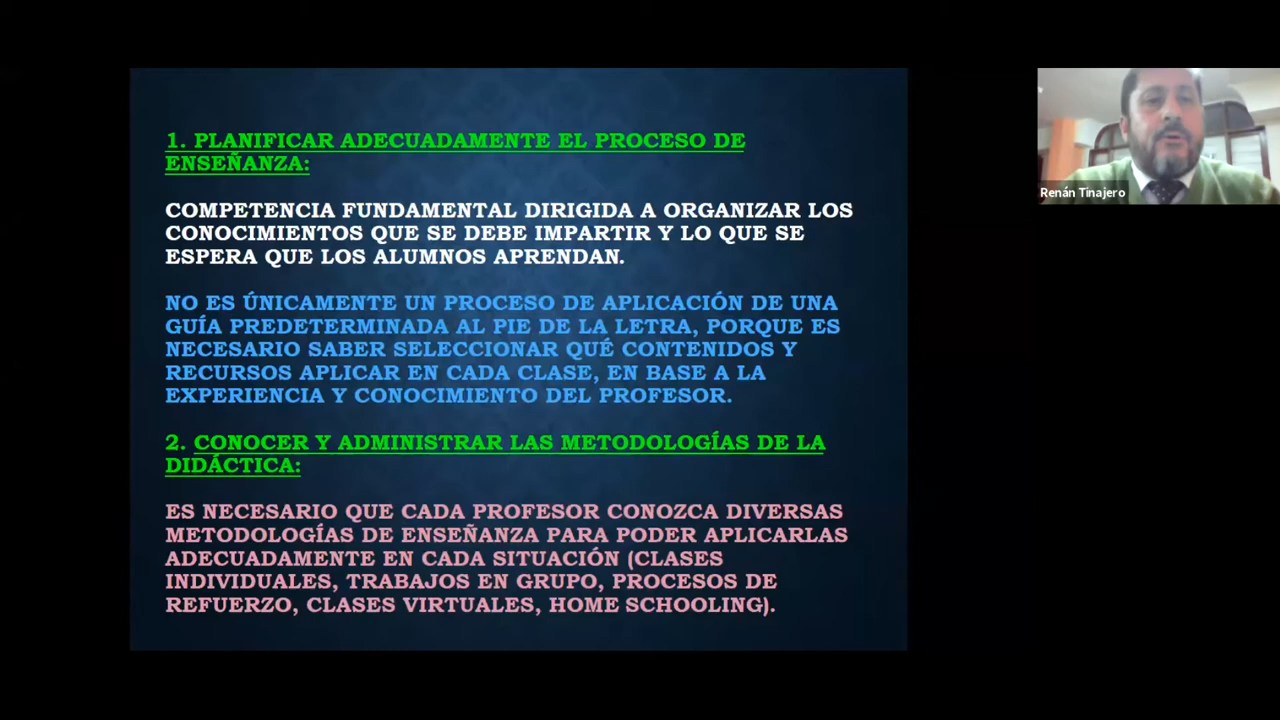 1. PLANIFICAR ADECUADAMENTE EL PROCESO DE
ENSEÑANZA:
COMPETENCIA FUNDAMENTAL DIRIGIDA A ORGANIZAR LOS
CONOCIMIENTOS QUE SE DEBE IMPARTIR Y LO QUE SE
ESPERA QUE LOS ALUMNOS APRENDAN.
NO ES ÚNICAMENTE UN PROCESO DE APLICACIÓN DE UNA
GUÍA PREDETERMINADA AL PIE DE LA LETRA, PORQUE ES
NECESARIO SABER SELECCIONAR QUÉ CONTENIDOS Y
RECURSOS APLICAR EN CADA CLASE, EN BASE A LA
EXPERIENCIA Y CONOCIMIENTO DEL PROFESOR.
2. CONOCER Y ADMINISTRAR LAS METODOLOGÍAS DE LA
DIDÁCTICA:
ES NECESARIO QUE CADA PROFESOR CONOZCA DIVERSAS
METODOLOGÍAS DE ENSEÑANZA PARA PODER APLICARLAS
ADECUADAMENTE EN CADA SITUACIÓN (CLASES
INDIVIDUALES, TRABAJOS EN GRUPO, PROCESOS DE
REFUERZO, CLASES VIRTUALES, HOME SCHOOLING).
Renán Tinajero